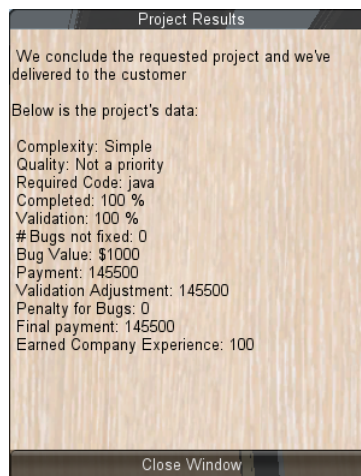 Project Results
We conclude the requested project and we've
delivered to the customer
Below is the project's data:
Complexity: Simple
Quality: Not a priority
Required Code: java
Completed: 100 %
Validation: 100 %
# Bugs not fixed: 0
Bug Value: $1000
Payment: 145500
Validation Adjustment: 145500
Penalty for Bugs: 0
Final payment: 145500
Earned Company Experience: 100
Close Window